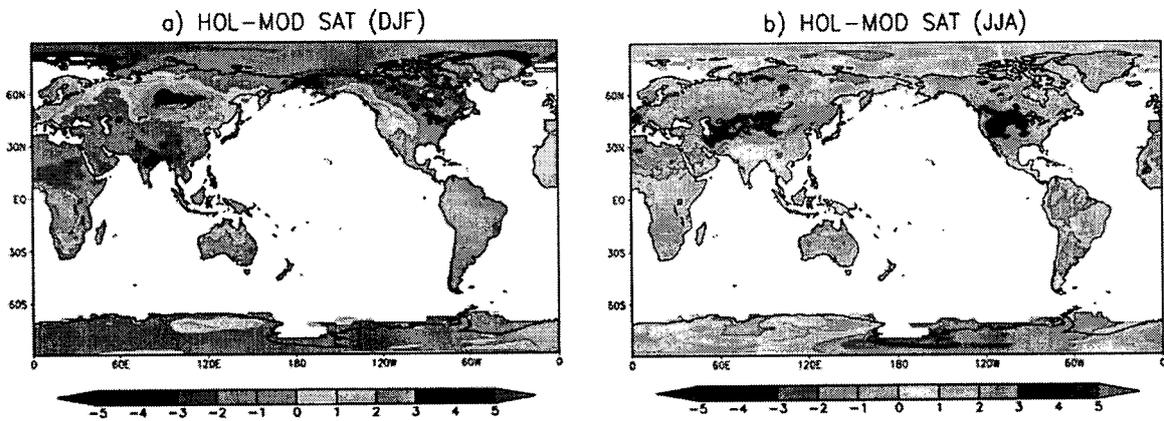 a) HOL-MOD SAT (DJF)
60N
30N
EQ
30S
60S
0 60E 120E 180 120W 60W 0
-5 -4 -3 -2 -1 0 1 2 3 4 5
b) HOL-MOD SAT (JJA)
60N
30N
EQ
30S
60S
0 60E 120E 180 120W 60W 0
-5 -4 -3 -2 -1 0 1 2 3 5